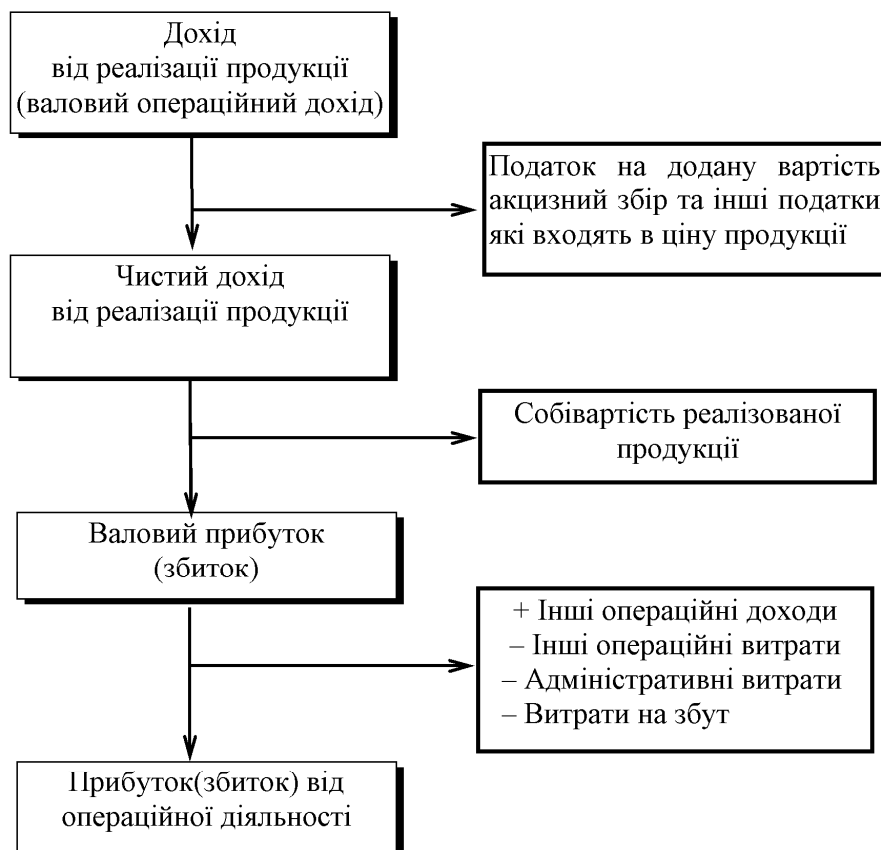 Дохід
від реалізації продукції
(валовий операційний дохід)
Податок на додану вартість
акцизний збір та інші податки
які входять в ціну продукції
Чистий дохід
від реалізації продукції
Собівартість реалізованої
продукції
Валовий прибуток
(збиток)
+ Інші операційні доходи
– Інші операційні витрати
– Адміністративні витрати
– Витрати на збут
Прибуток(збиток) від
операційної діяльності